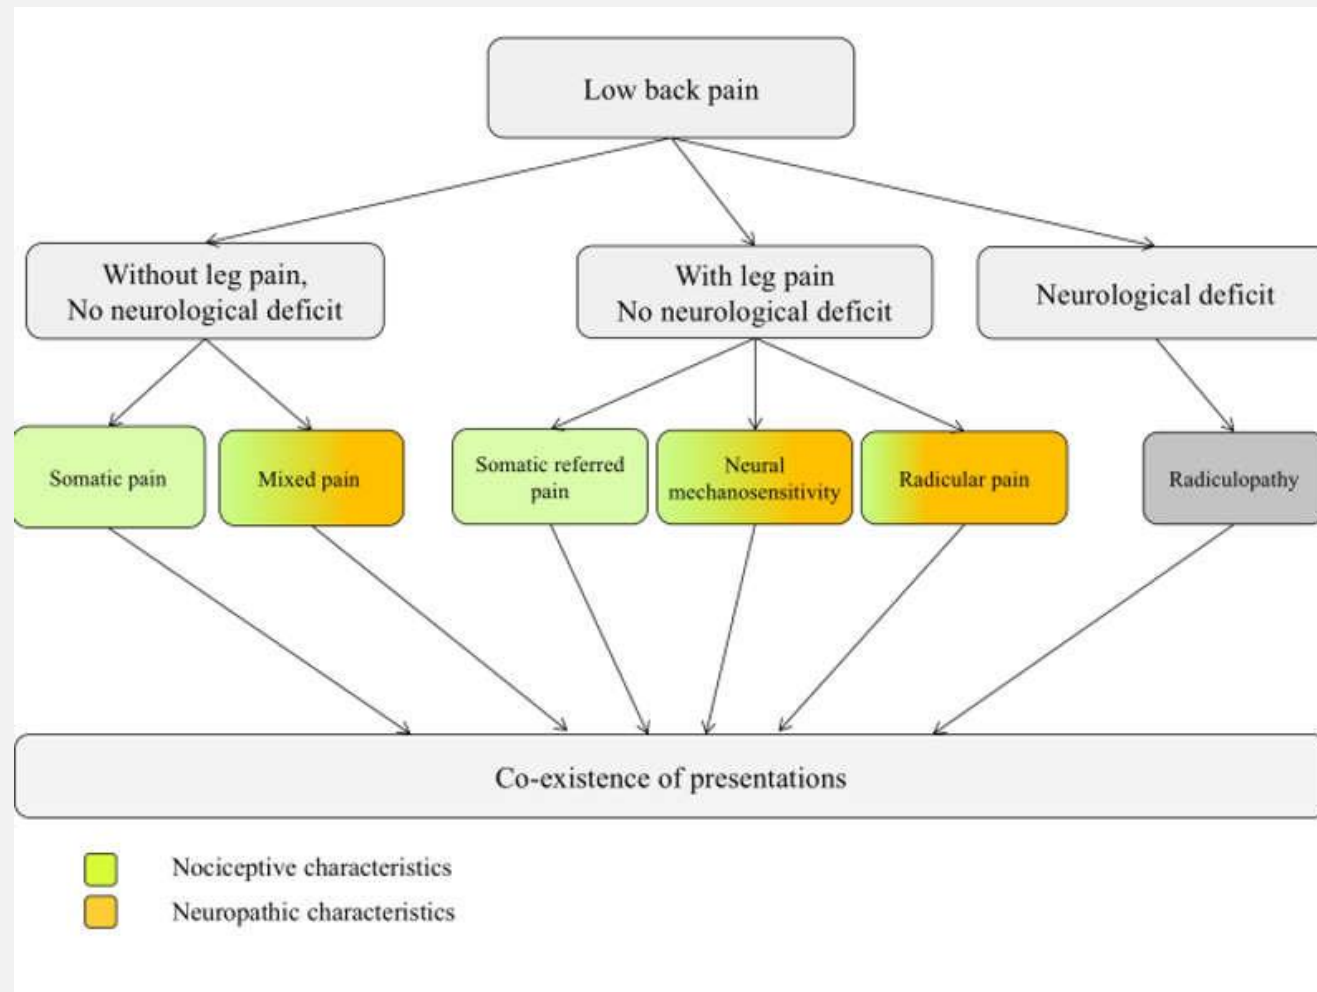 Low back pain
Without leg pain,
No neurological deficit
With leg pain
No neurological deficit
Neurological deficit
Somatic pain
Mixed pain
Somatic referred
pain
Neural
mechanosensitivity
Radicular pain
Radiculopathy
Co-existence of presentations
Nociceptive characteristics
Neuropathic characteristics